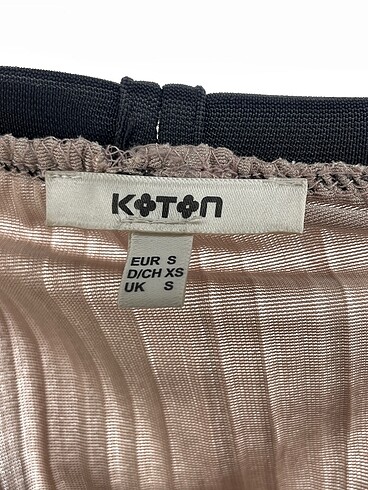 KOTON
EUR S
D/CH XS
UK S